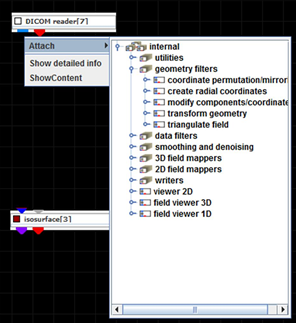 DICOM reader[7]
Attach
Show detailed info
ShowContent
internal
utilities
geometry filters
coordinate permutation/mirron
create radial coordinates
modify components/coordinate
transform geometry
triangulate field
data filters
smoothing and denoising
3D field mappers
2D field mappers
writers
viewer 2D
field viewer 3D
field viewer 1D
isosurface[3]